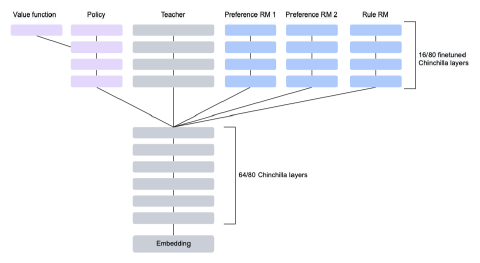 Value function
Policy
Teacher
Preference RM 1
Preference RM 2
Rule RM
16/80 finetuned
Chinchilla layers
64/80 Chinchilla layers
Embedding